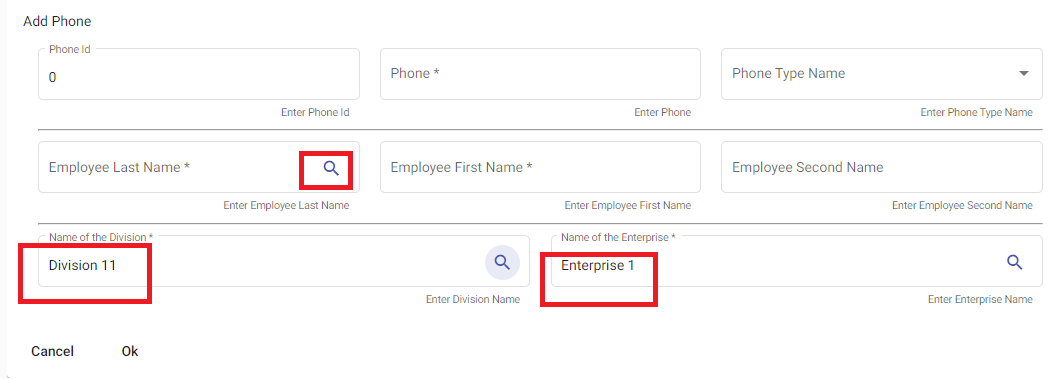 Add Phone
Phone Id
0
Phone *
Phone Type Name
Enter Phone Id
Enter Phone
Enter Phone Type Name
Employee Last Name *
Employee First Name *
Employee Second Name
Enter Employee Last Name
Enter Employee First Name
Enter Employee Second Name
Name of the Division *
Division 11
Name of the Enterprise *
Enterprise 1
Enter Division Name
Enter Enterprise Name
Cancel
Ok